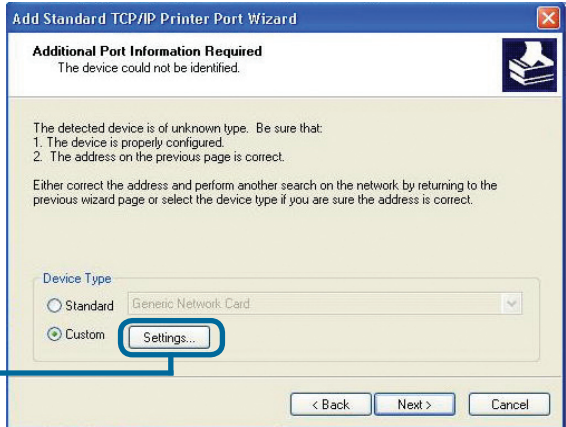 Add Standard TCP/IP Printer Port Wizard
Additional Port Information Required
The device could not be identified.
The detected device is of unknown type. Be sure that:
1. The device is properly configured.
2. The address on the previous page is correct.
Either correct the address and perform another search on the network by returning to the
previous wizard page or select the device type if you are sure the address is correct.
Device Type
Standard Generic Network Card
Custom Settings...
< Back Next > Cancel